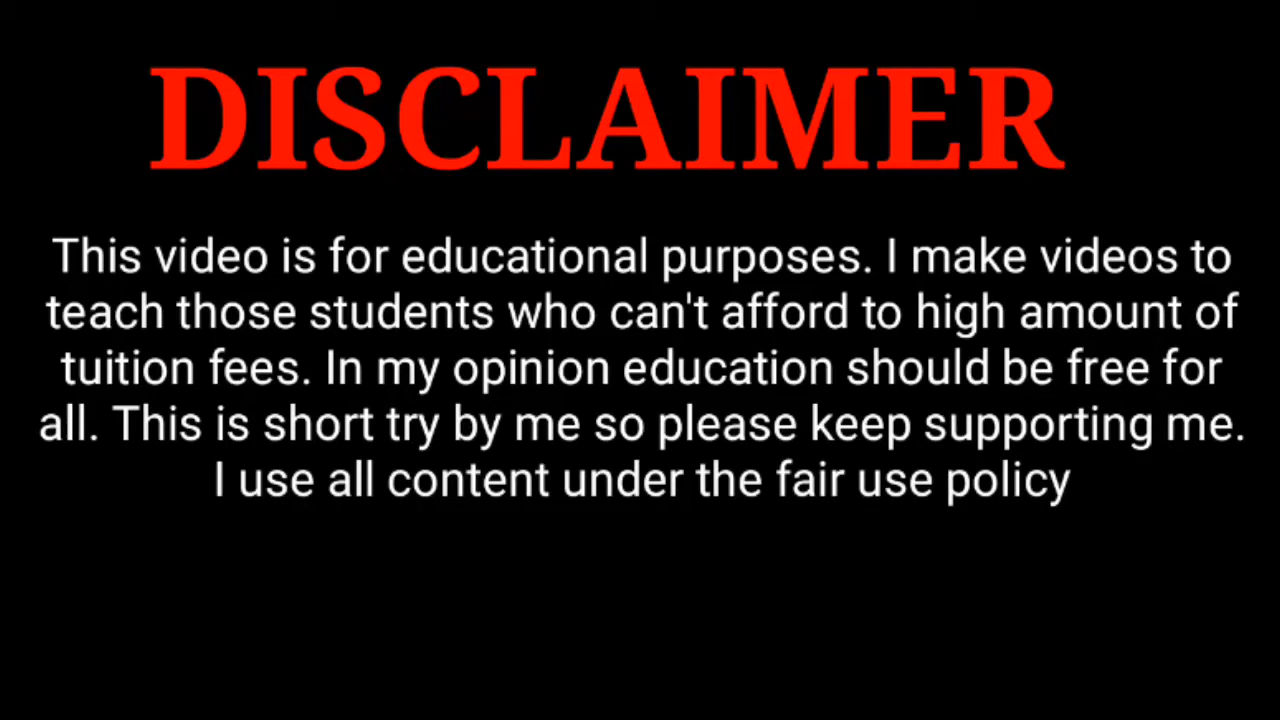 DISCLAIMER
This video is for educational purposes. I make videos to
teach those students who can't afford to high amount of
tuition fees. In my opinion education should be free for
all. This is short try by me so please keep supporting me.
I use all content under the fair use policy